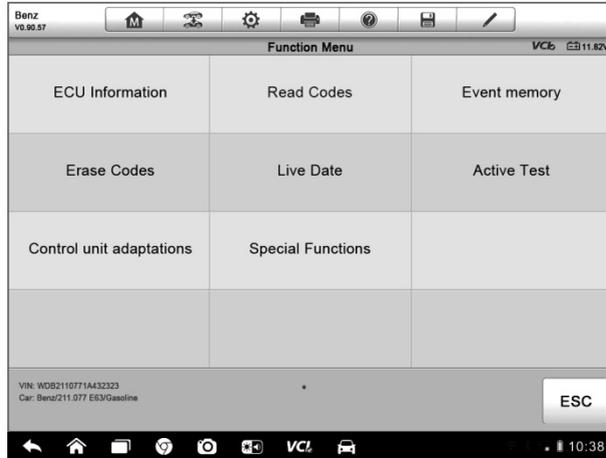 Benz
V0.90.57
Function Menu
VCI 11.82V
ECU Information
Read Codes
Event memory
Erase Codes
Live Date
Active Test
Control unit adaptations
Special Functions
VIN: WDB2110771A432323
Car: Benz/211.077 E63/Gasoline
ESC
VCI
10:38